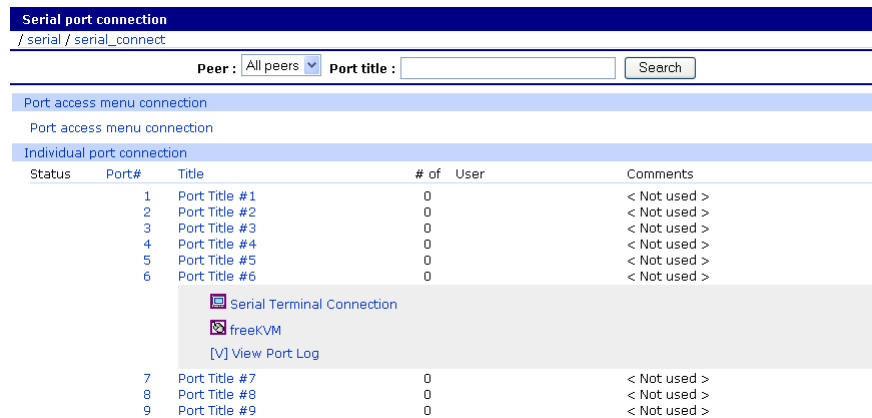 Serial port connection
/ serial / serial_connect
Peer : All peers Port title : Search
Port access menu connection
Port access menu connection
Individual port connection
Status Port# Title # of User Comments
1 Port Title #1 0 < Not used >
2 Port Title #2 0 < Not used >
3 Port Title #3 0 < Not used >
4 Port Title #4 0 < Not used >
5 Port Title #5 0 < Not used >
6 Port Title #6 0 < Not used >
Serial Terminal Connection
freeKVM
[V] View Port Log
7 Port Title #7 0 < Not used >
8 Port Title #8 0 < Not used >
9 Port Title #9 0 < Not used >